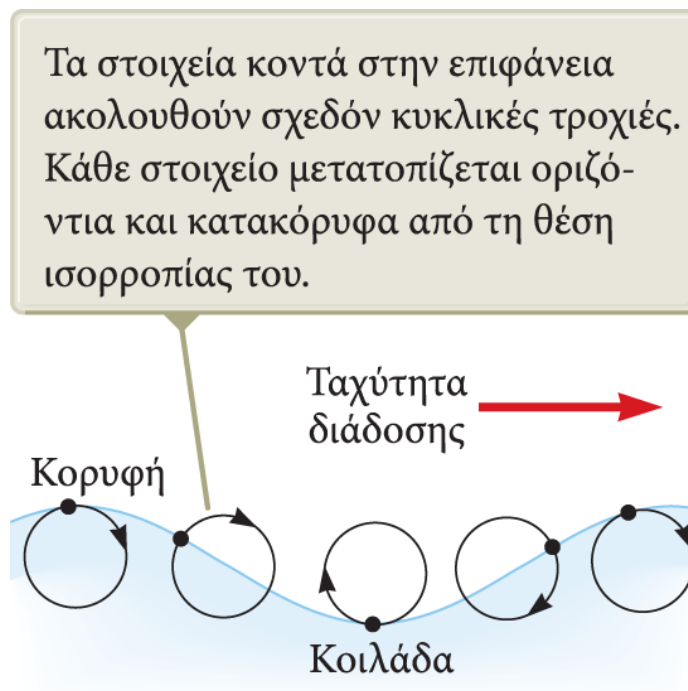 Τα στοιχεία κοντά στην επιφάνεια
ακολουθούν σχεδόν κυκλικές τροχιές.
Κάθε στοιχείο μετατοπίζεται οριζό-
ντια και κατακόρυφα από τη θέση
ισορροπίας του.
Ταχύτητα
διάδοσης
Κορυφή
Κοιλάδα